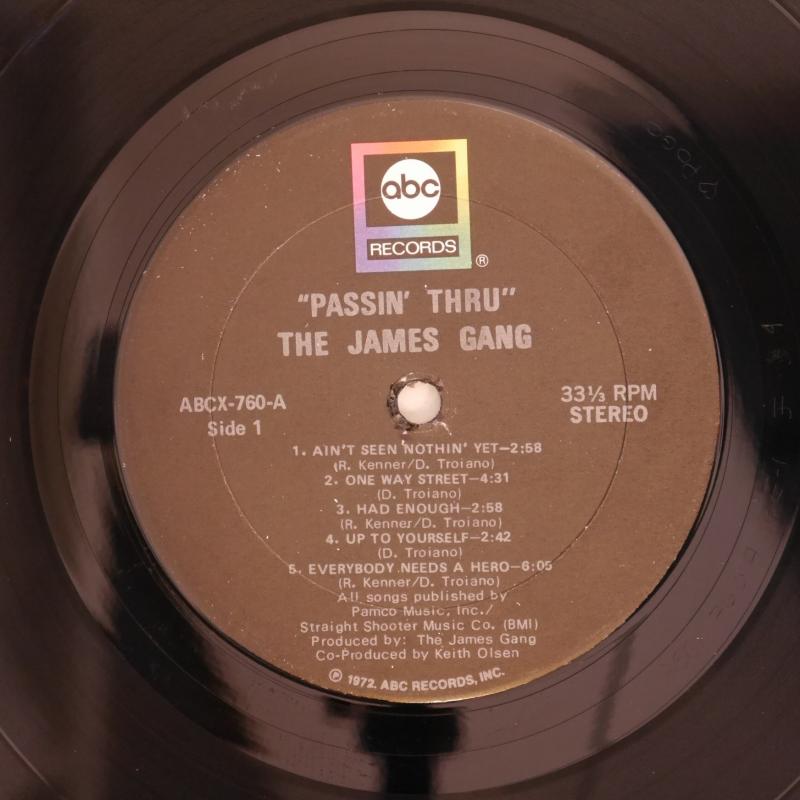 abc
RECORDS
®
"PASSIN' THRU"
THE JAMES GANG
ABCX-760-A
Side 1
33⅓ RPM
STEREO
1. AIN'T SEEN NOTHIN' YET—2:58
(R. Kenner/D. Troiano)
2. ONE WAY STREET—4:31
(D. Troiano)
3. HAD ENOUGH—2:58
(R. Kenner/D. Troiano)
4. UP TO YOURSELF—2:42
(D. Troiano)
5. EVERYBODY NEEDS A HERO—6:05
(R. Kenner/D. Troiano)
All songs published by
Pamco Music, Inc./
Straight Shooter Music Co. (BMI)
Produced by: The James Gang
Co-Produced by Keith Olsen
℗ 1972, ABC RECORDS, INC.